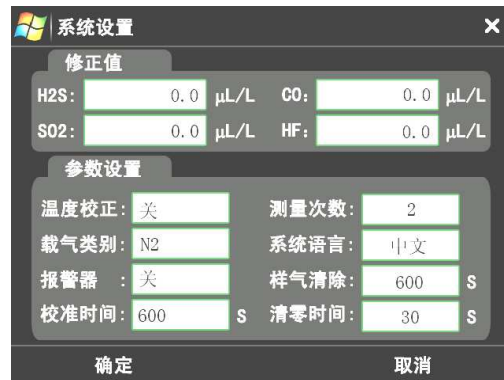 系统设置
修正值
H2S: 0.0 μL/L CO: 0.0 μL/L
SO2: 0.0 μL/L HF: 0.0 μL/L
参数设置
温度校正: 关 测量次数: 2
载气类别: N2 系统语言: 中文
报警器 : 关 样气清除: 600 S
校准时间: 600 S 清零时间: 30 S
确定 取消